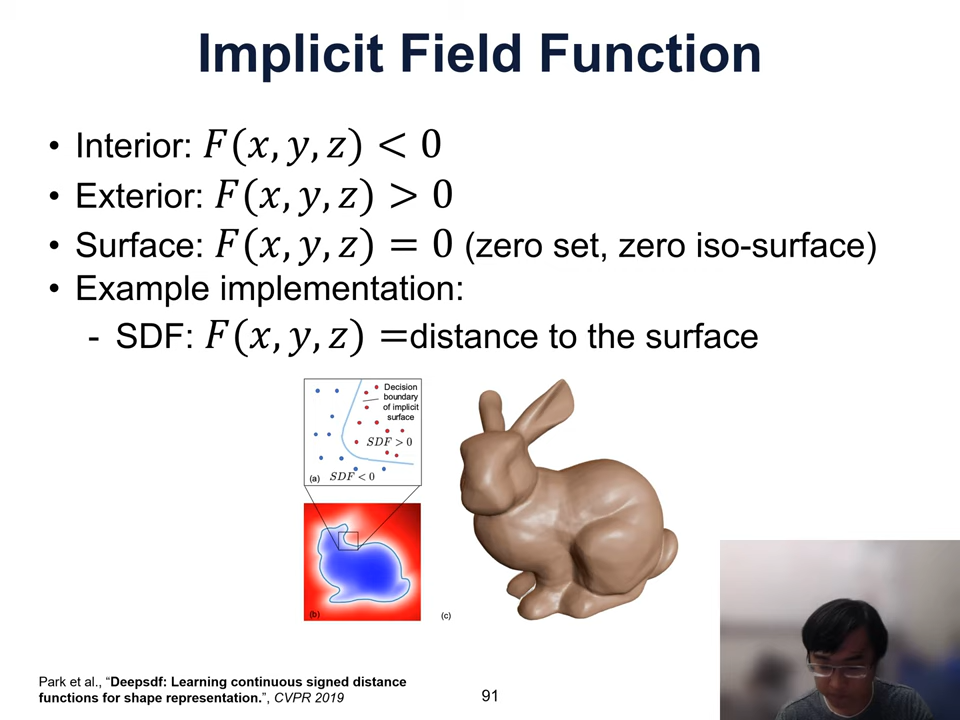 Implicit Field Function
• Interior: 𝐹(𝑥, 𝑦, 𝑧) < 0
• Exterior: 𝐹(𝑥, 𝑦, 𝑧) > 0
• Surface: 𝐹(𝑥, 𝑦, 𝑧) = 0 (zero set, zero iso-surface)
• Example implementation:
- SDF: 𝐹(𝑥, 𝑦, 𝑧) =distance to the surface
Decision
boundary
of implicit
surface
SDF > 0
(a) SDF < 0
(b)
(c)
Park et al., “Deepsdf: Learning continuous signed distance
functions for shape representation.”, CVPR 2019
91